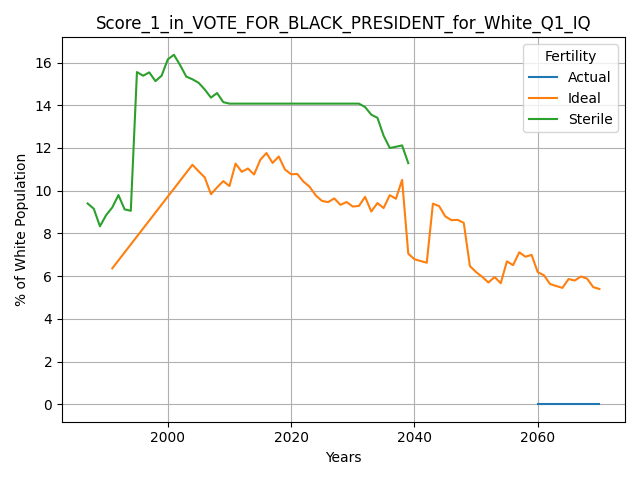 Score_1_in_VOTE_FOR_BLACK_PRESIDENT_for_White_Q1_IQ
Fertility
Actual
Ideal
Sterile
% of White Population
16
14
12
10
8
6
4
2
0
2000
2020
2040
2060
Years